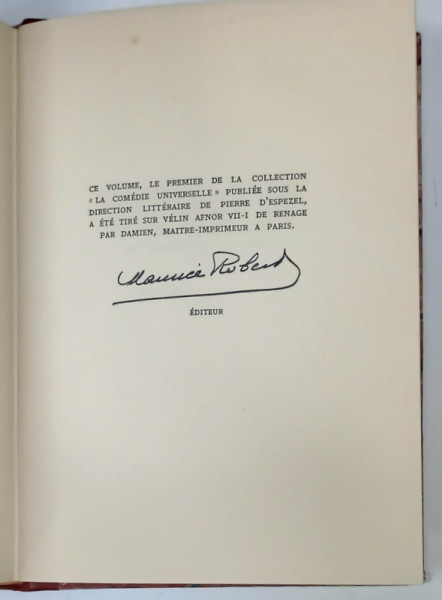 CE VOLUME, LE PREMIER DE LA COLLECTION
« LA COMÉDIE UNIVERSELLE » PUBLIÉE SOUS LA
DIRECTION LITTÉRAIRE DE PIERRE D'ESPEZEL,
A ÉTÉ TIRÉ SUR VÉLIN AFNOR VII-I DE RENAGE
PAR DAMIEN, MAITRE-IMPRIMEUR A PARIS.
Maurice Robert
ÉDITEUR